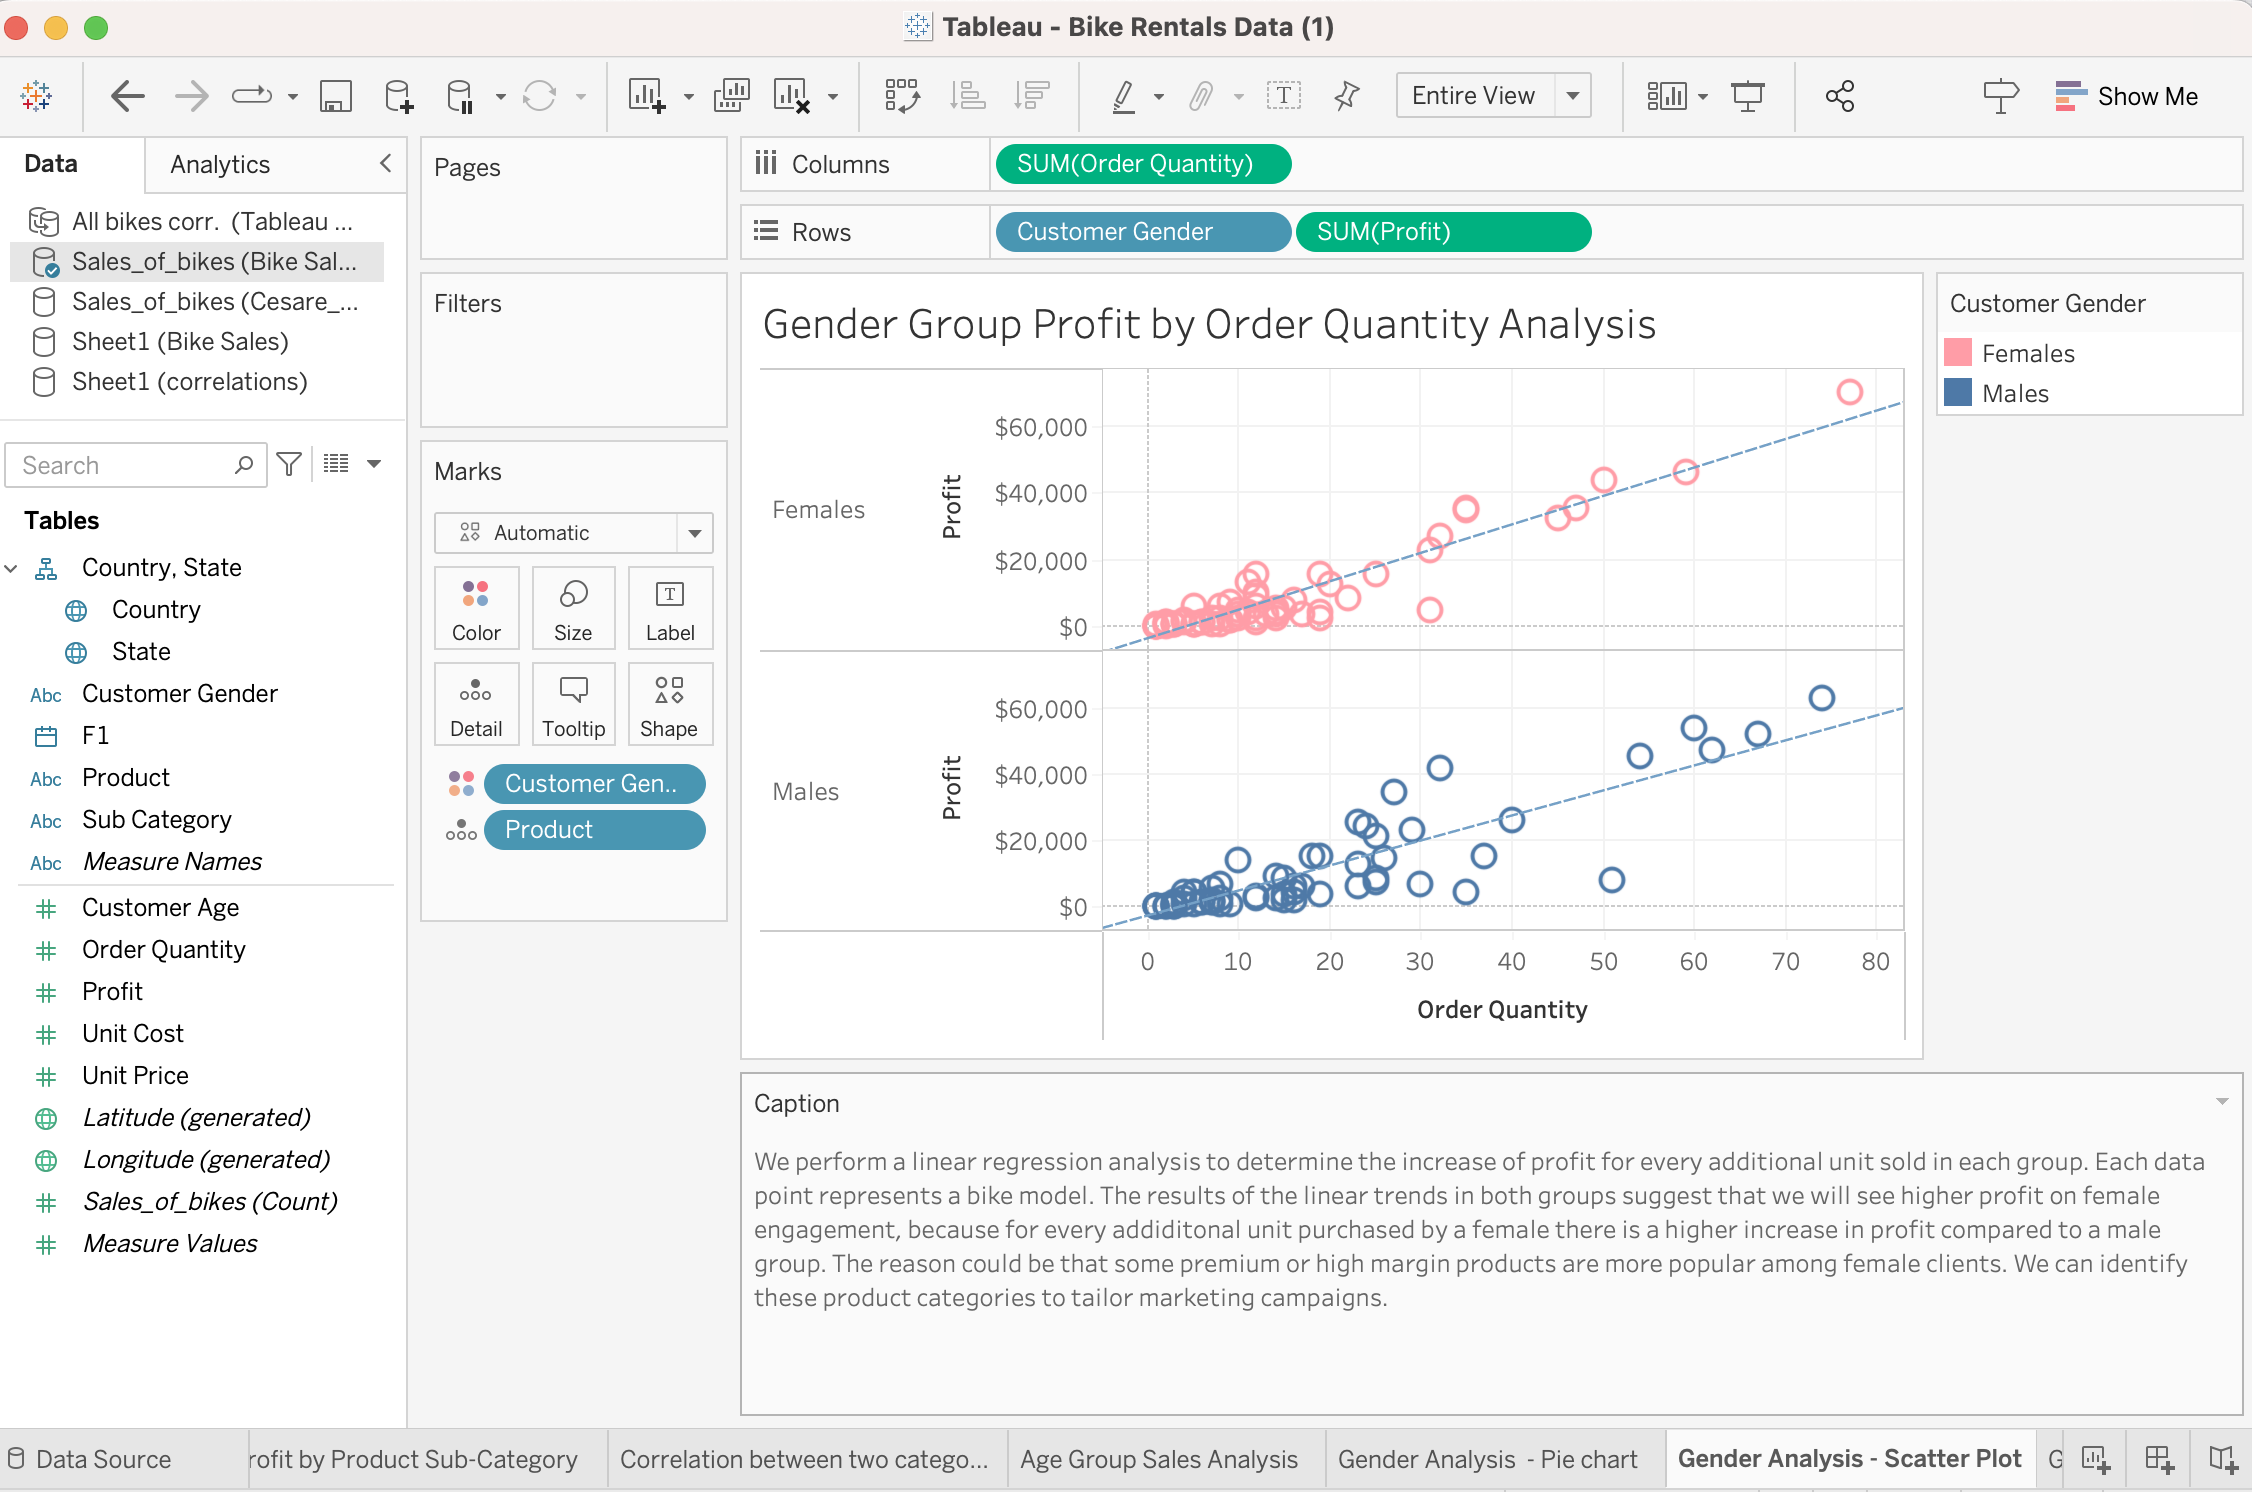 Tableau - Bike Rentals Data (1)
Entire View
Show Me
Data
Analytics
All bikes corr.  (Tableau ...
Sales_of_bikes (Bike Sal...
Sales_of_bikes (Cesare_...
Sheet1 (Bike Sales)
Sheet1 (correlations)
Search
Tables
Country, State
Country
State
Abc Customer Gender
F1
Abc Product
Abc Sub Category
Abc Measure Names
Customer Age
Order Quantity
Profit
Unit Cost
Unit Price
Latitude (generated)
Longitude (generated)
Sales_of_bikes (Count)
Measure Values
Pages
Filters
Marks
Automatic
Color
Size
T
Label
Detail
Tooltip
Shape
Customer Gen..
Product
Columns
SUM(Order Quantity)
Rows
Customer Gender
SUM(Profit)
Gender Group Profit by Order Quantity Analysis
Females
Profit
$60,000
$40,000
$20,000
$0
Males
Profit
$60,000
$40,000
$20,000
$0
0 10 20 30 40 50 60 70 80
Order Quantity
Customer Gender
Females
Males
Caption
We perform a linear regression analysis to determine the increase of profit for every additional unit sold in each group. Each data
point represents a bike model. The results of the linear trends in both groups suggest that we will see higher profit on female
engagement, because for every addiditonal unit purchased by a female there is a higher increase in profit compared to a male
group. The reason could be that some premium or high margin products are more popular among female clients. We can identify
these product categories to tailor marketing campaigns.
Data Source
rofit by Product Sub-Category
Correlation between two catego...
Age Group Sales Analysis
Gender Analysis  - Pie chart
Gender Analysis - Scatter Plot
G